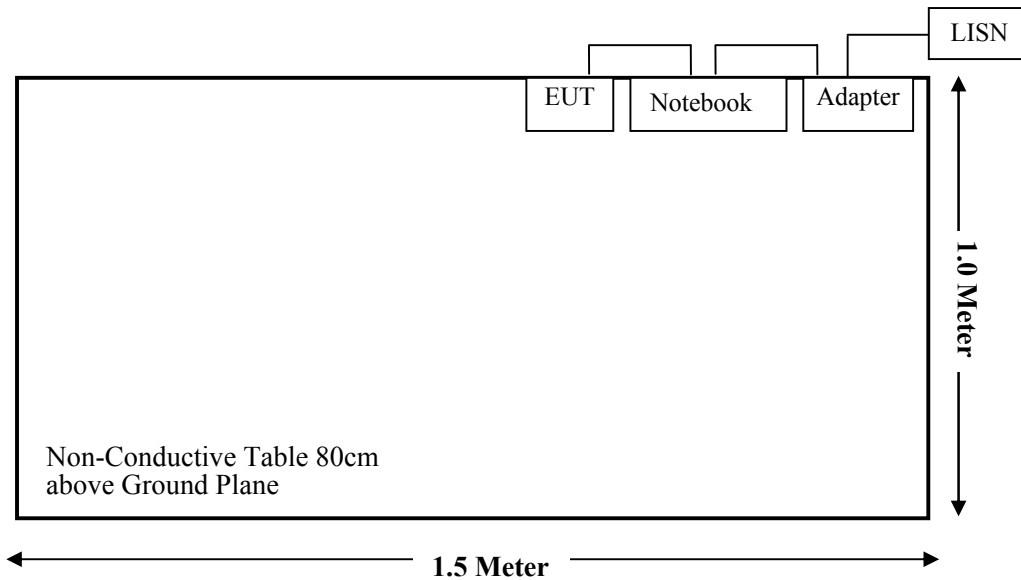 LISN
EUT
Notebook
Adapter
1.0 Meter
Non-Conductive Table 80cm
above Ground Plane
1.5 Meter